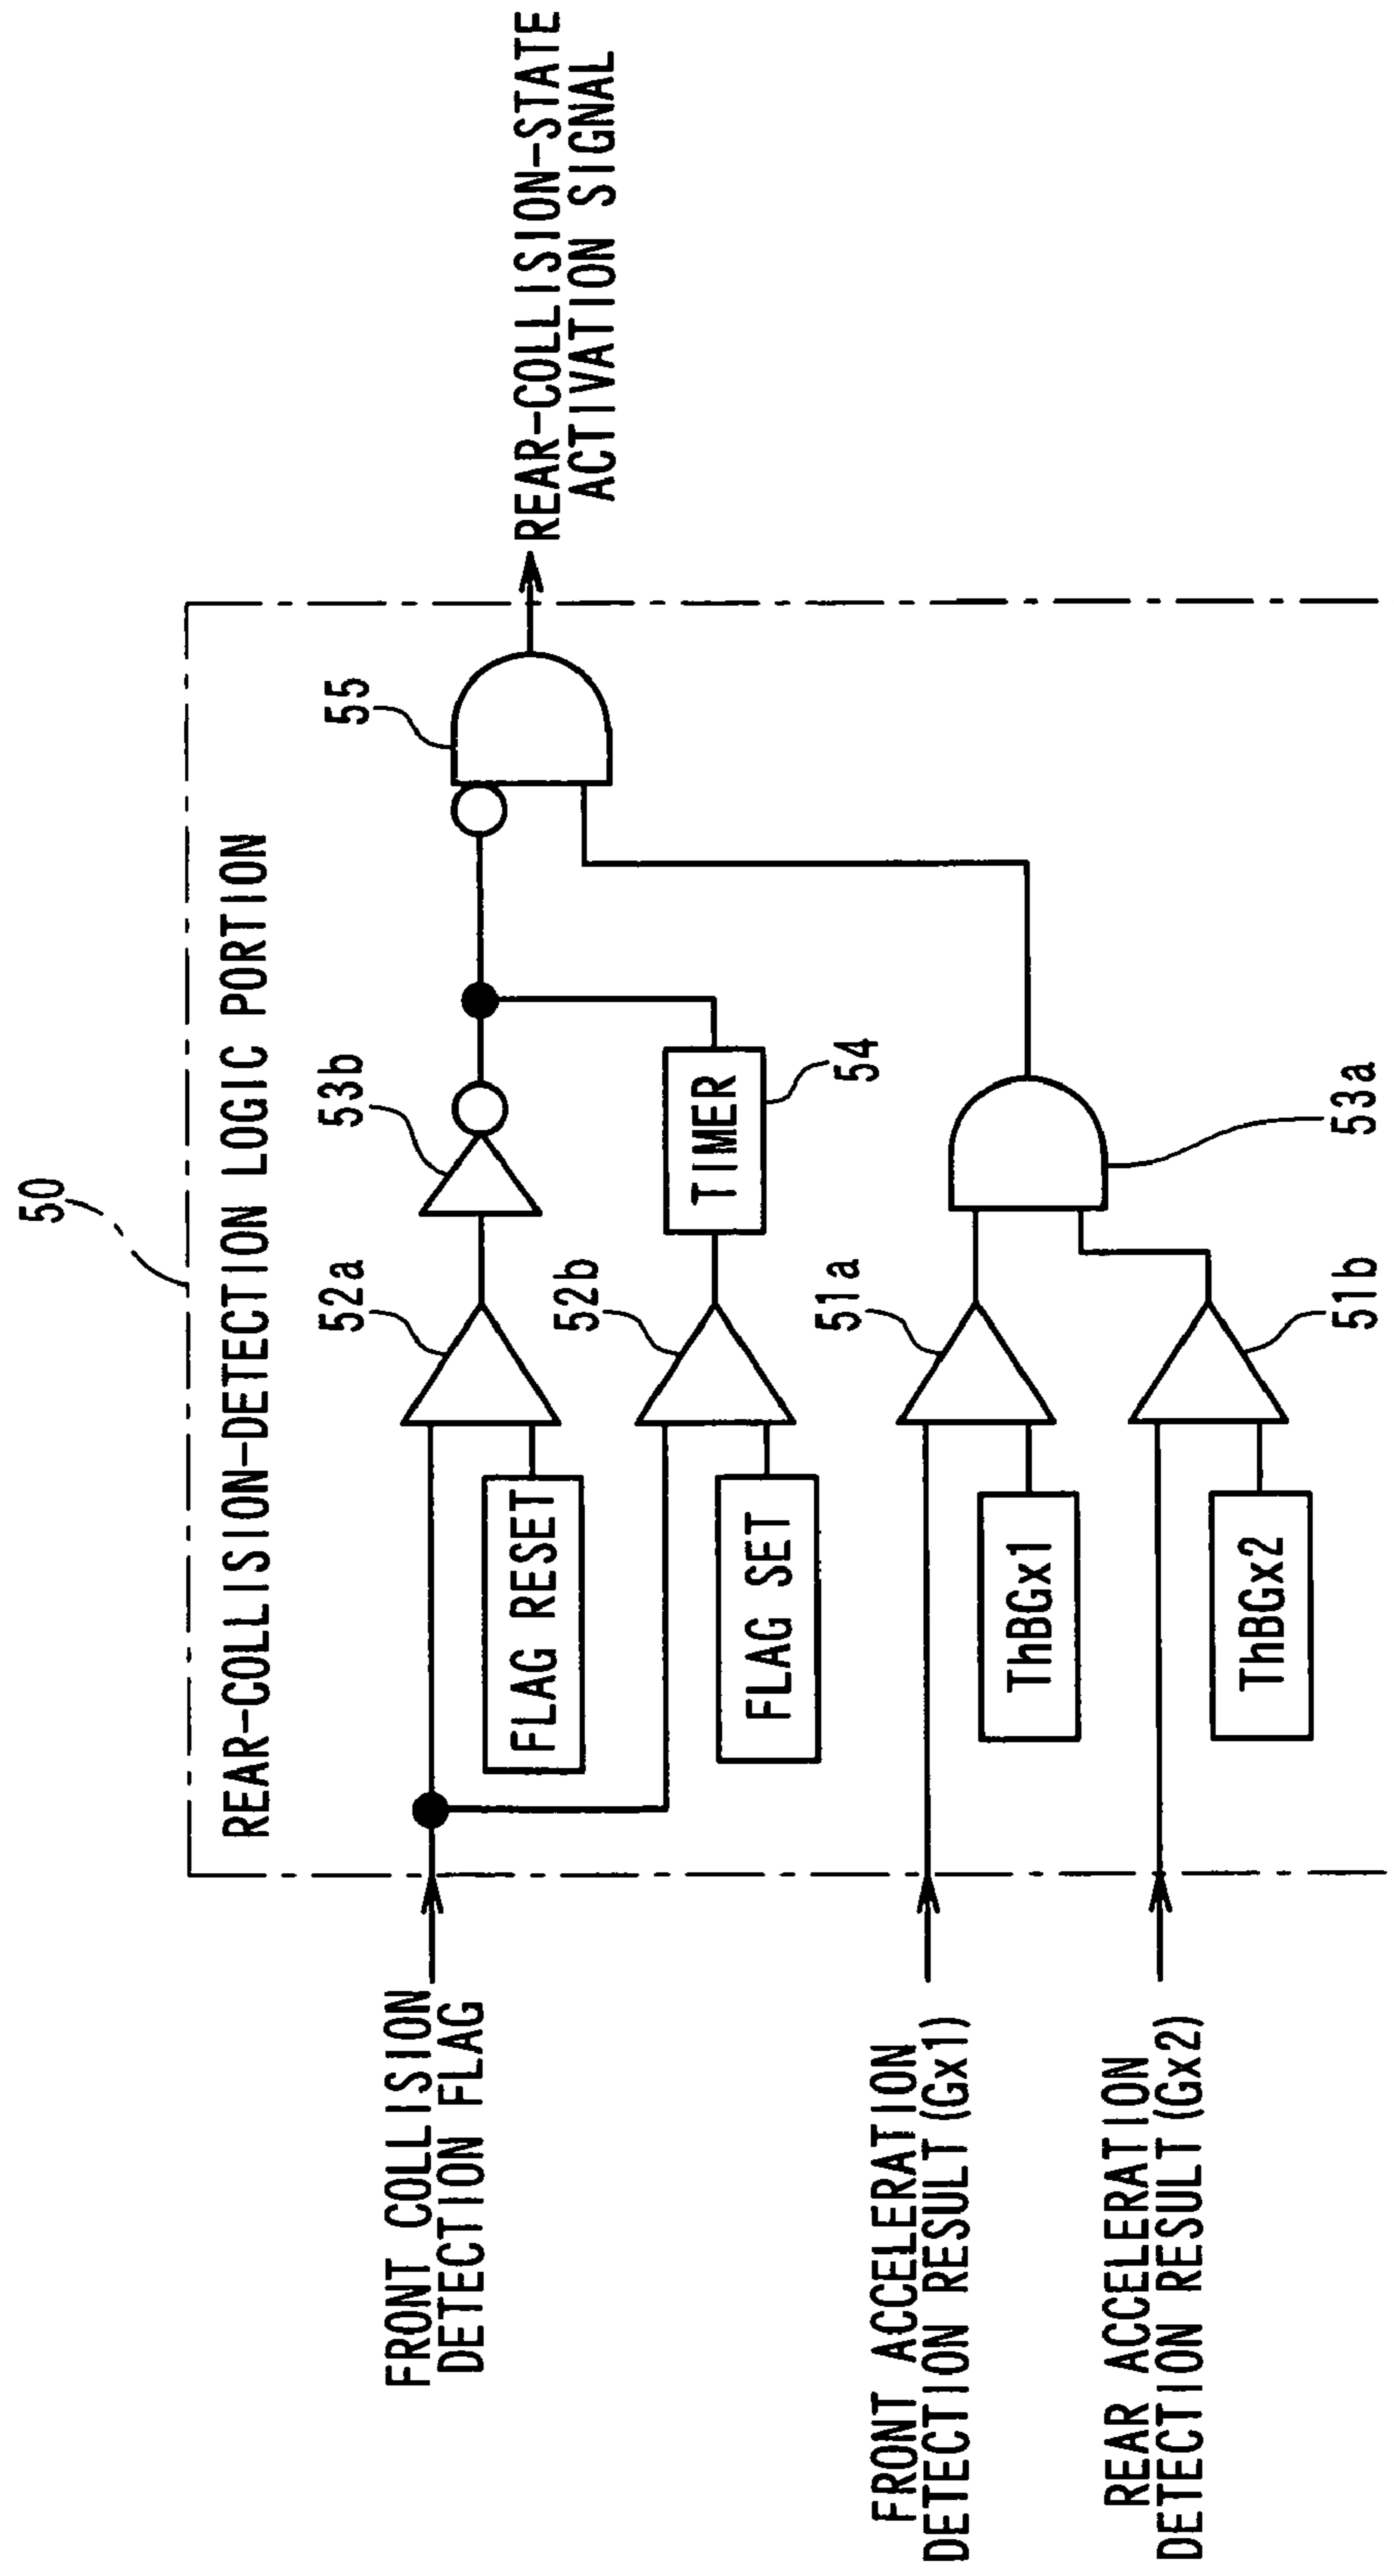 50
REAR-COLLISION-DETECTION LOGIC PORTION
FRONT COLLISION
DETECTION FLAG
FLAG RESET
52a
53b
55
REAR-COLLISION-STATE
ACTIVATION SIGNAL
FLAG SET
52b
TIMER
54
FRONT ACCELERATION
DETECTION RESULT(Gx1)
ThBGx1
51a
53a
REAR ACCELERATION
DETECTION RESULT(Gx2)
ThBGx2
51b